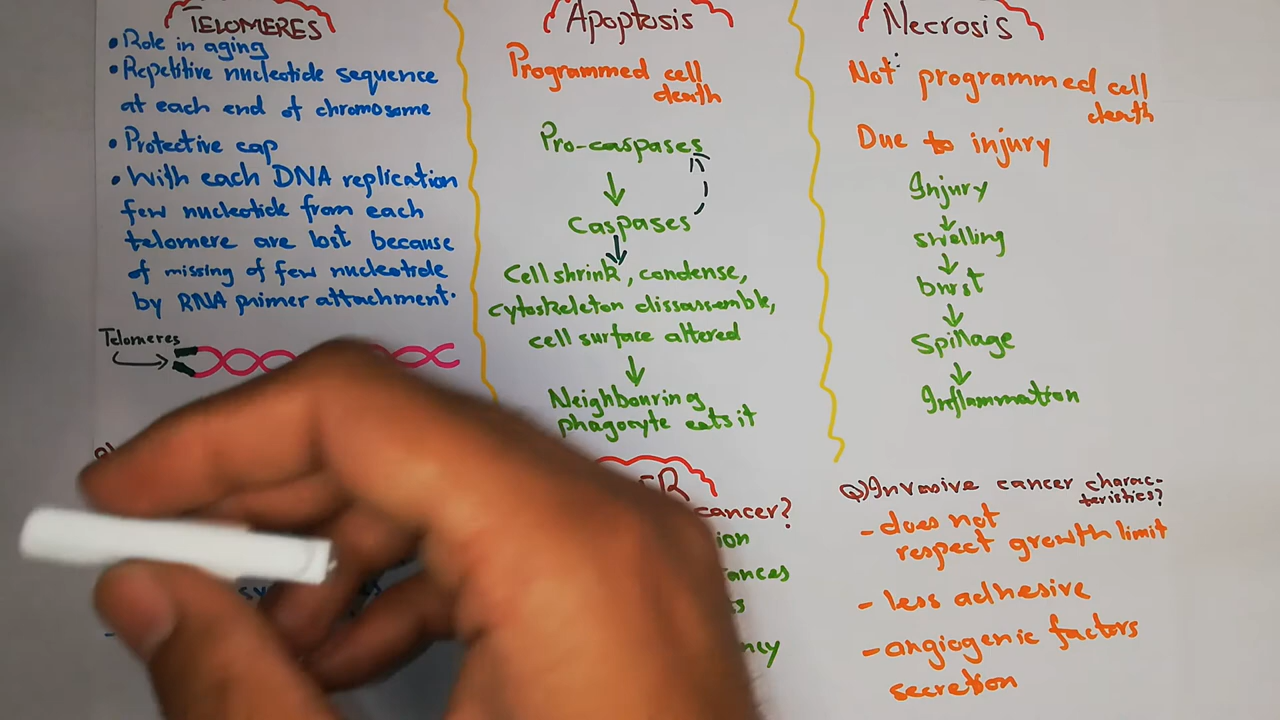 TELOMERES
• Role in aging
• Repetitive nucleotide sequence
at each end of chromosome
• Protective cap
• With each DNA replication
few nucleotide from each
telomere are lost because
of missing of few nucleotide
by RNA primer attachment.
Telomeres
Apoptosis
Programmed cell
death
Pro-caspases
Caspases
Cell shrink, condense,
cytoskeleton dissassemble,
cell surface altered
Neighbouring
phagocyte eats it
Necrosis
Not programmed cell
death
Due to injury
Injury
swelling
burst
Spillage
Inflammation
cancer?
Q) Invasive cancer charac-
teristics?
- does not
respect growth limit
- less adhesive
- angiogenic factors
secretion